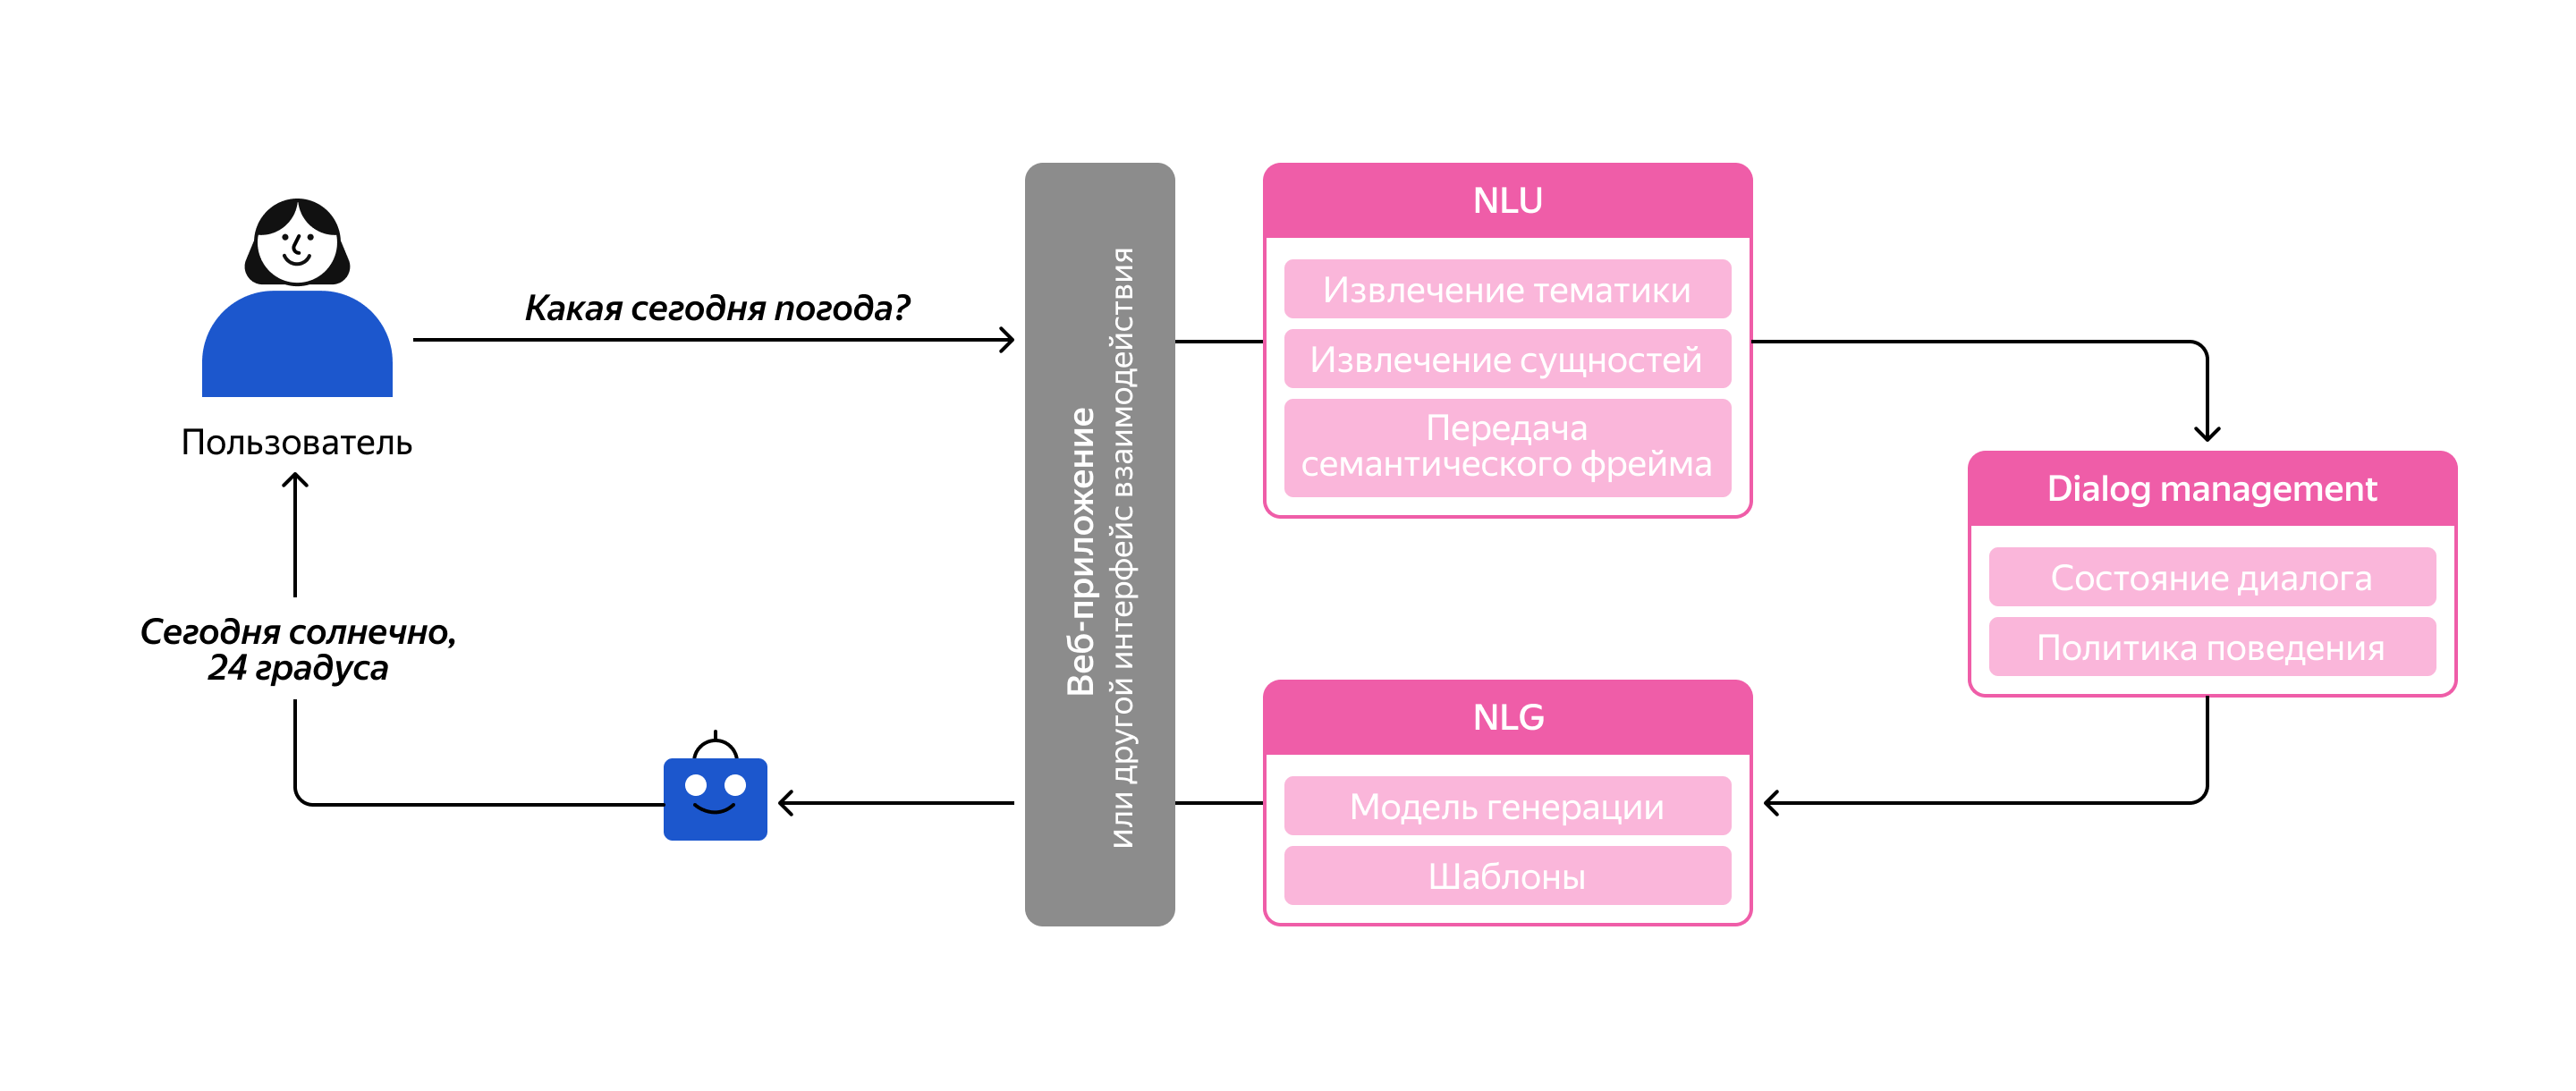 Какая сегодня погода?
Пользователь
Сегодня солнечно,
24 градуса
Веб-приложение
или другой интерфейс взаимодействия
NLU
Извлечение тематики
Извлечение сущностей
Передача
семантического фрейма
Dialog management
Состояние диалога
Политика поведения
NLG
Модель генерации
Шаблоны